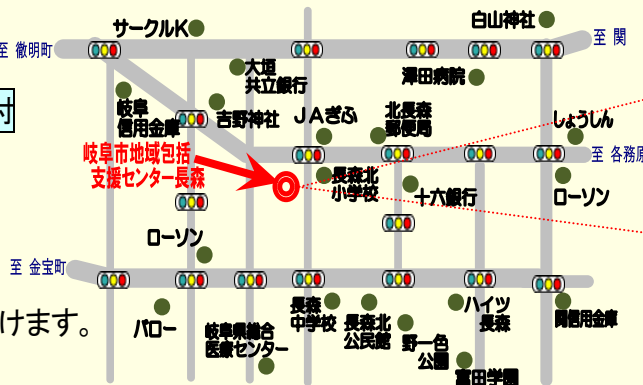 サークルK
白山神社
至 徹明町
至 関
大垣
共立銀行
澤田病院
付
岐阜
信用金庫
吉野神社
JAぎふ
北長森
郵便局
しょうしん
岐阜市地域包括
支援センター長森
至 各務原
長森北
小学校
十六銀行
ローソン
ローソン
至 金宝町
けます。
バロー
岐阜県総合
医療センター
長森
中学校
長森北
公民館
野一色
公園
ハイツ
長森
関信用金庫
富田学園